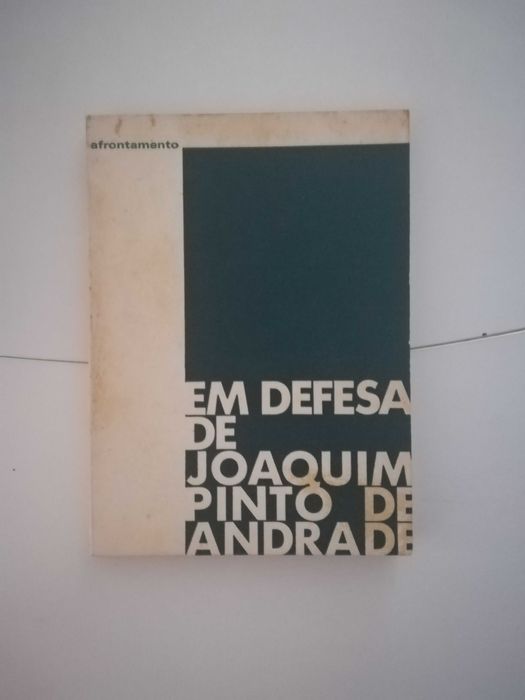 afrontamento
EM DEFESA
DE
JOAQUIM
PINTO DE
ANDRADE